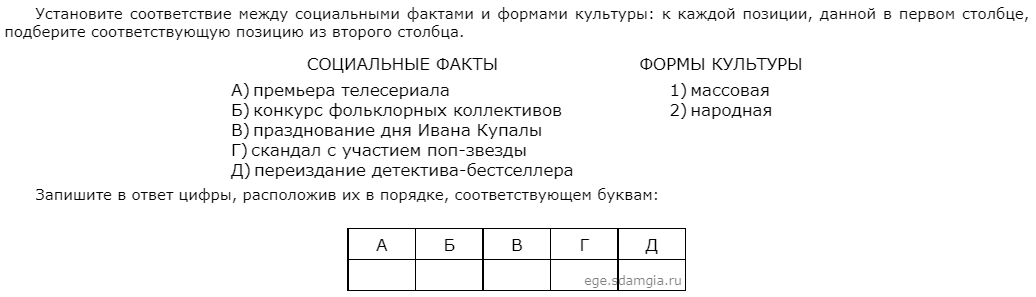 Установите соответствие между социальными фактами и формами культуры: к каждой позиции, данной в первом столбце,
подберите соответствующую позицию из второго столбца.
СОЦИАЛЬНЫЕ ФАКТЫ ФОРМЫ КУЛЬТУРЫ
А) премьера телесериала 1) массовая
Б) конкурс фольклорных коллективов 2) народная
В) празднование дня Ивана Купалы
Г) скандал с участием поп-звезды
Д) переиздание детектива-бестселлера
Запишите в ответ цифры, расположив их в порядке, соответствующем буквам:
А Б В Г Д
ege.sdamgia.ru